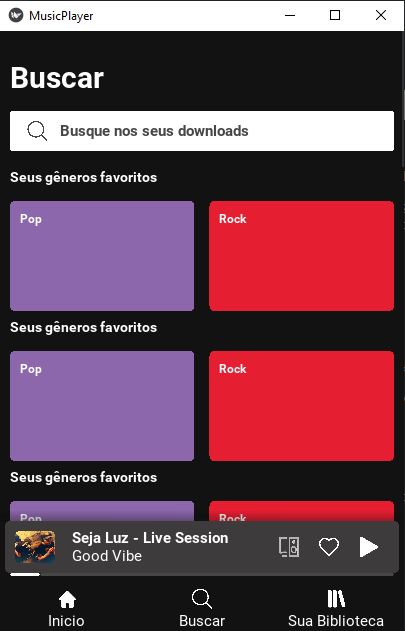 MusicPlayer
Buscar
Busque nos seus downloads
Seus gêneros favoritos
Pop
Rock
Seus gêneros favoritos
Pop
Rock
Seus gêneros favoritos
Pop
Rock
Seja Luz - Live Session
Good Vibe
Inicio
Buscar
Sua Biblioteca